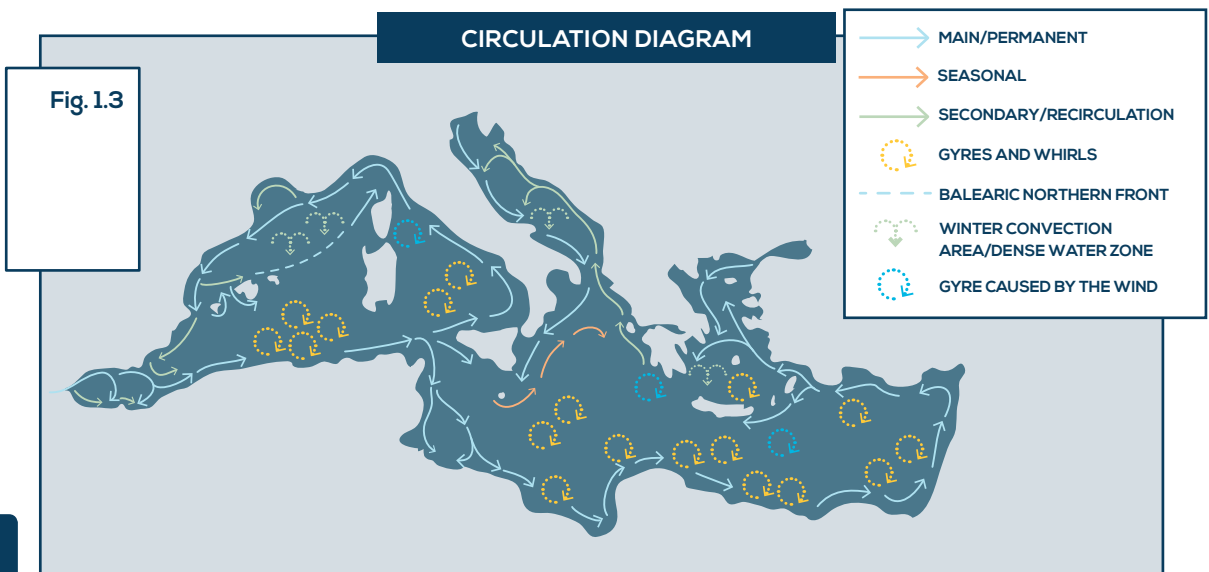 CIRCULATION DIAGRAM
Fig. 1.3
MAIN/PERMANENT
SEASONAL
SECONDARY/RECIRCULATION
GYRES AND WHIRLS
BALEARIC NORTHERN FRONT
WINTER CONVECTION
AREA/DENSE WATER ZONE
GYRE CAUSED BY THE WIND